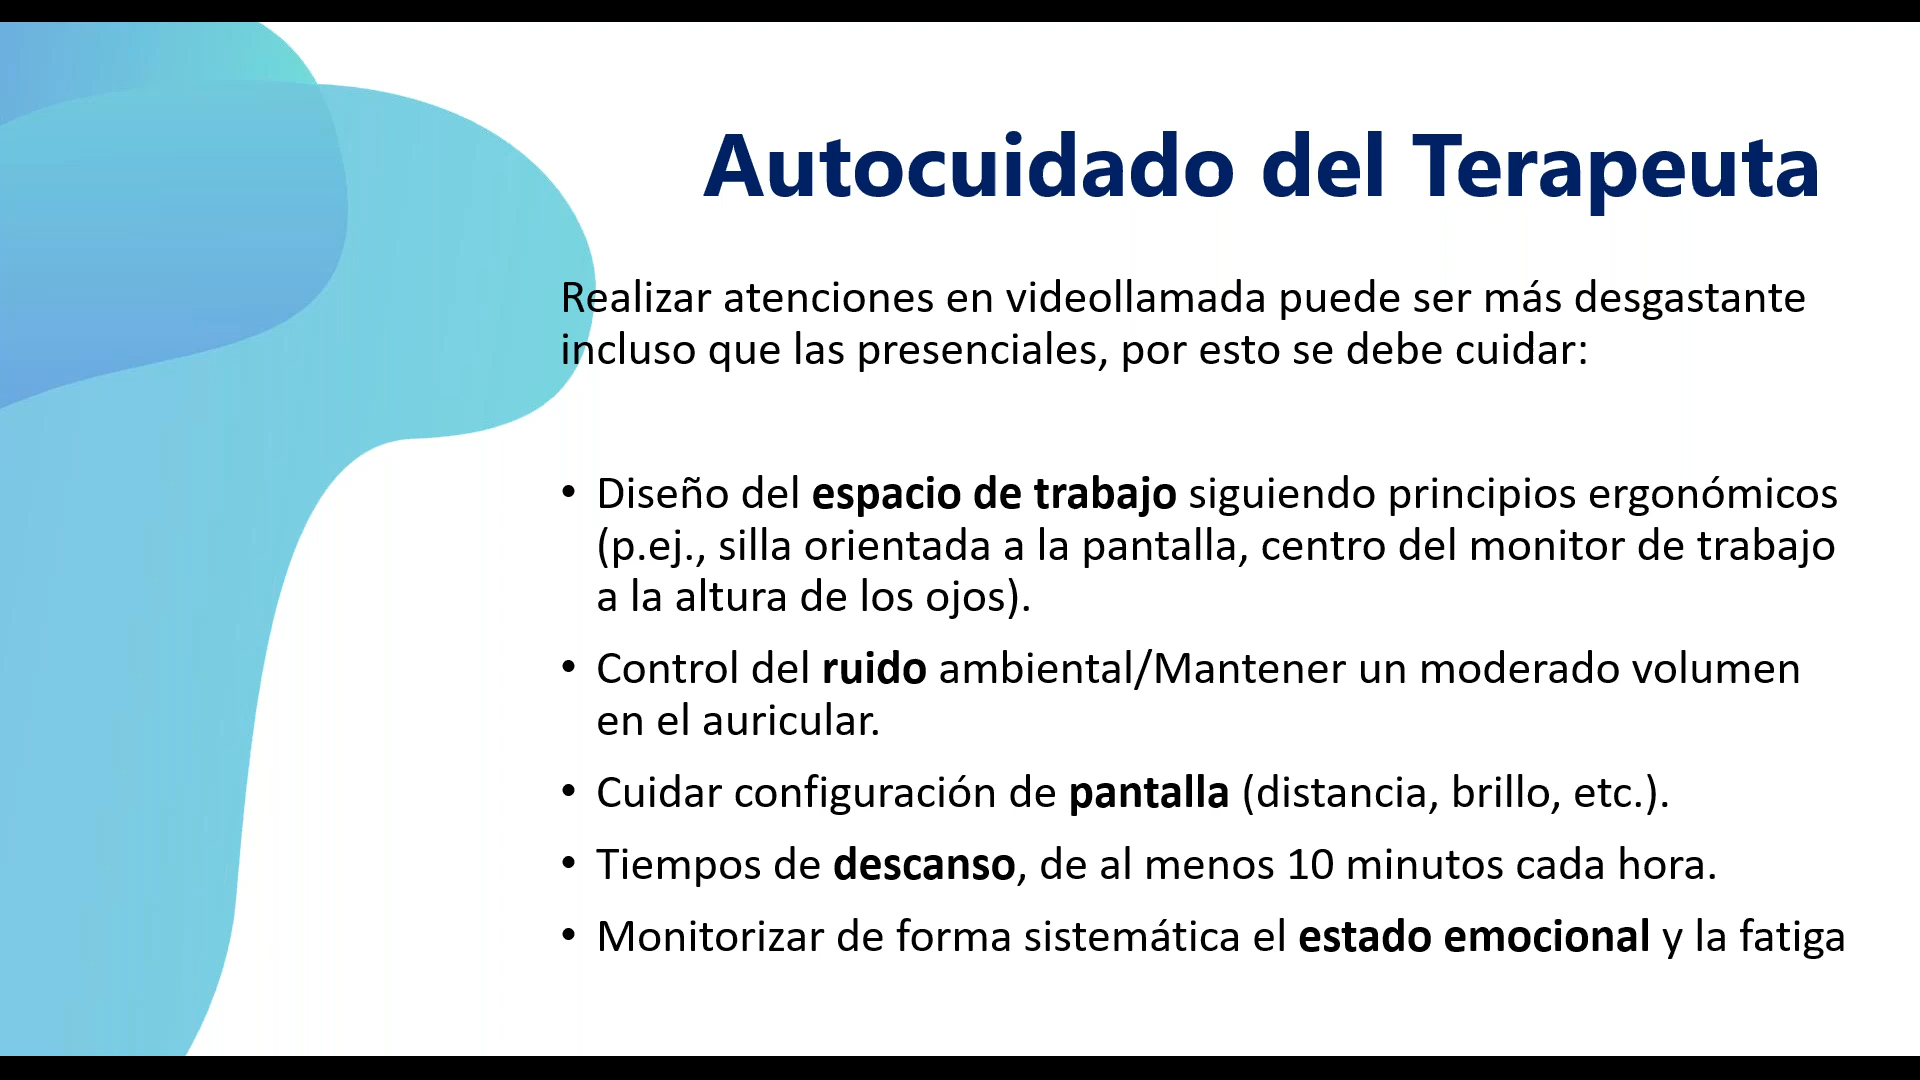 Autocuidado del Terapeuta
Realizar atenciones en videollamada puede ser más desgastante
incluso que las presenciales, por esto se debe cuidar:
• Diseño del espacio de trabajo siguiendo principios ergonómicos
(p.ej., silla orientada a la pantalla, centro del monitor de trabajo
a la altura de los ojos).
• Control del ruido ambiental/Mantener un moderado volumen
en el auricular.
• Cuidar configuración de pantalla (distancia, brillo, etc.).
• Tiempos de descanso, de al menos 10 minutos cada hora.
• Monitorizar de forma sistemática el estado emocional y la fatiga